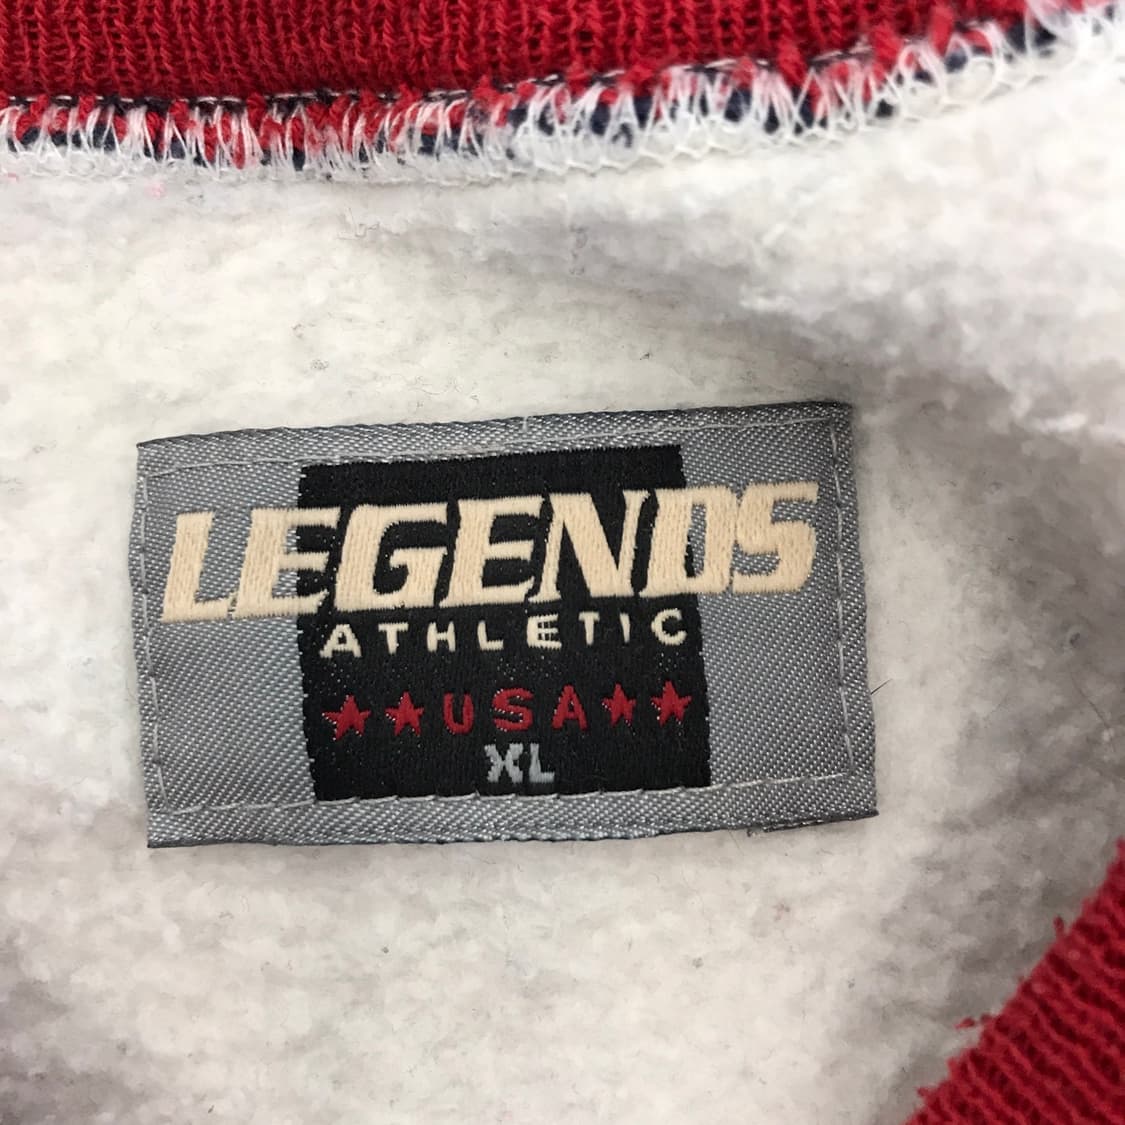 LEGENDS
ATHLETIC
★★USA★★
XL